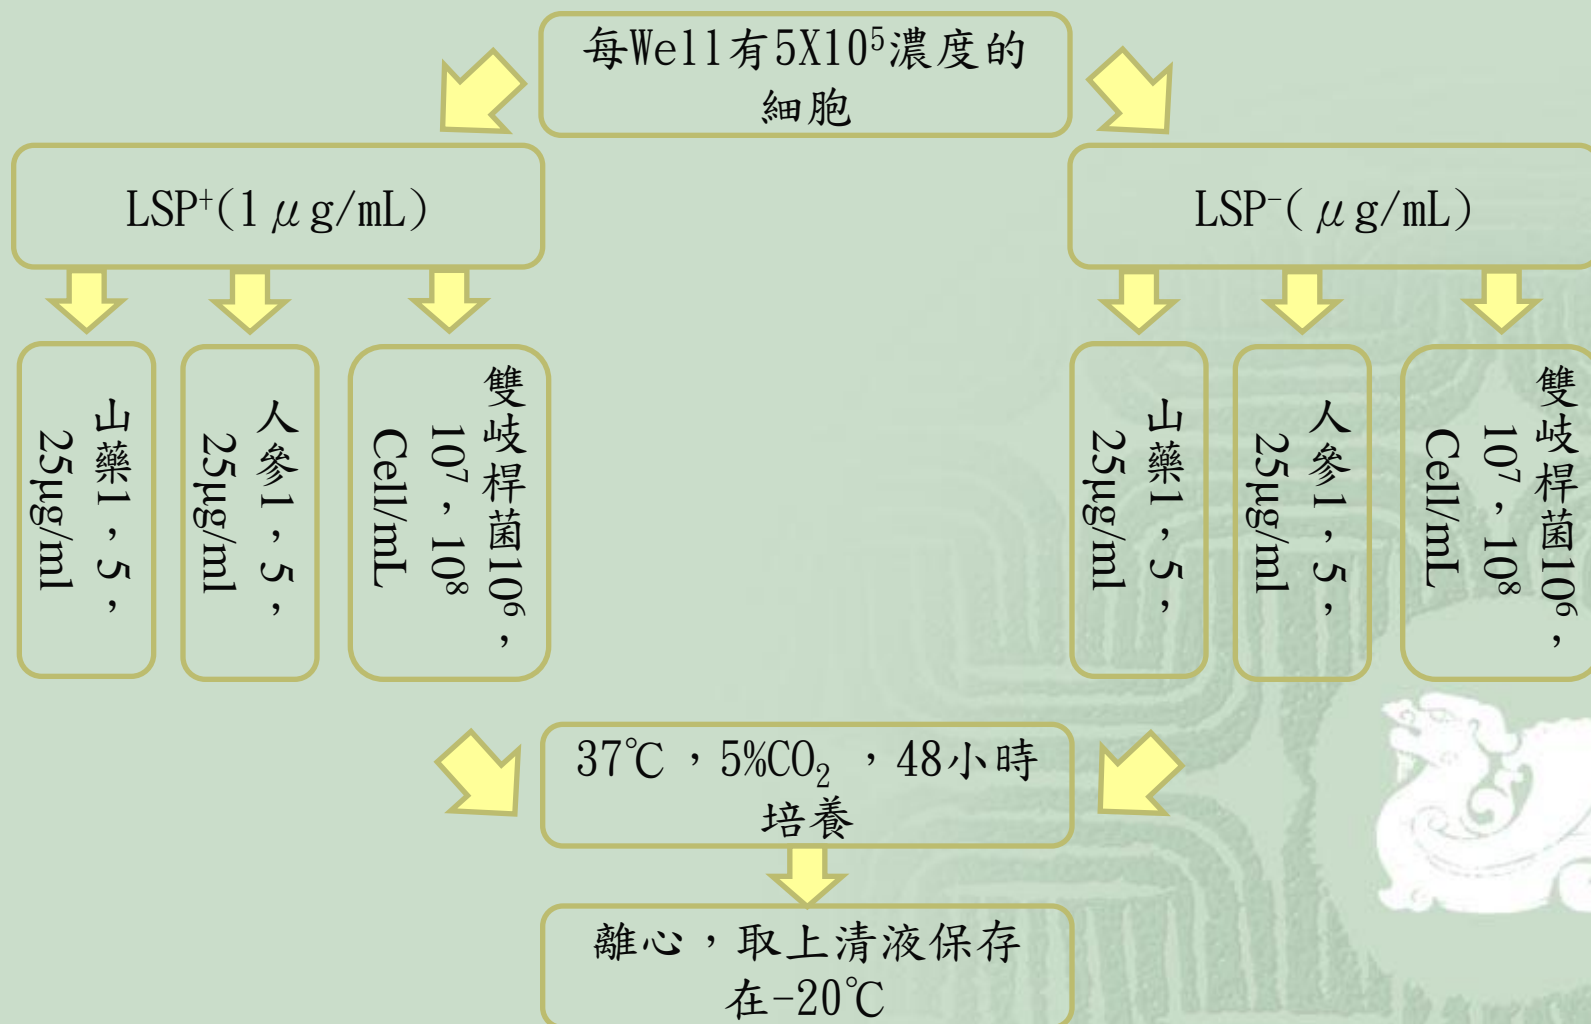 每Well有5X10⁵濃度的
細胞
LSP⁺(1μg/mL)
LSP⁻(μg/mL)
山藥1，5，
25μg/ml
人參1，5，
25μg/ml
雙岐桿菌10⁶，
10⁷，10⁸
Cell/mL
山藥1，5，
25μg/ml
人參1，5，
25μg/ml
雙岐桿菌10⁶，
10⁷，10⁸
Cell/mL
37℃，5%CO₂，48小時
培養
離心，取上清液保存
在-20℃